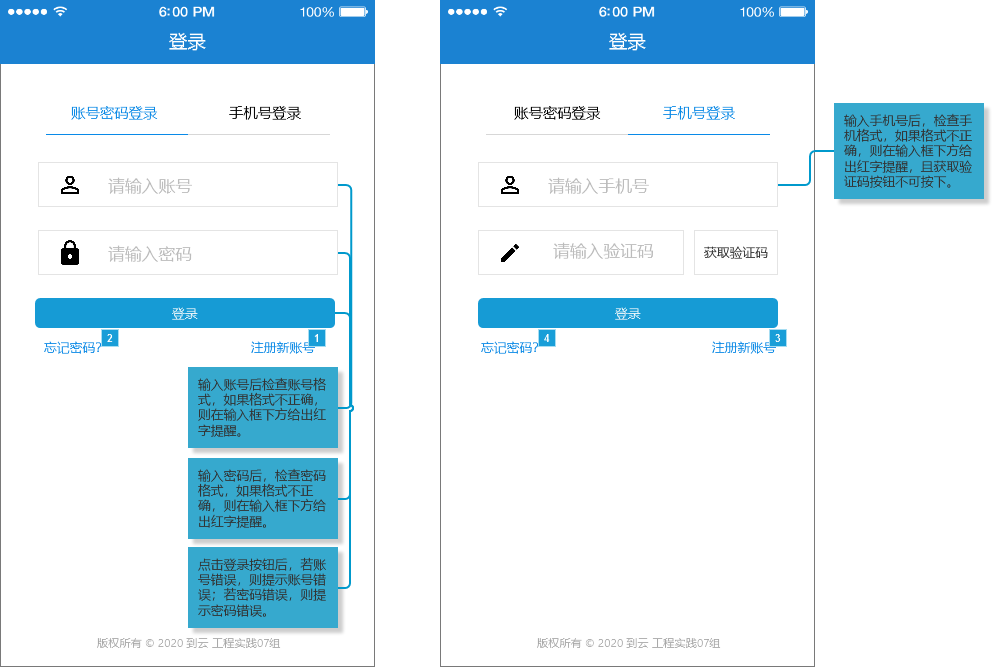 6:00 PM
100%
登录
账号密码登录
手机号登录
请输入账号
请输入密码
登录
忘记密码?
2
注册新账号
1
输入账号后检查账号格
式，如果格式不正确，
则在输入框下方给出红
字提醒。
输入密码后，检查密码
格式，如果格式不正
确，则在输入框下方给
出红字提醒。
点击登录按钮后，若账
号错误，则提示账号错
误；若密码错误，则提
示密码错误。
版权所有 © 2020 到云 工程实践07组
6:00 PM
100%
登录
账号密码登录
手机号登录
请输入手机号
请输入验证码
获取验证码
登录
忘记密码?
4
注册新账号
3
版权所有 © 2020 到云 工程实践07组
输入手机号后，检查手
机格式，如果格式不正
确，则在输入框下方给
出红字提醒，且获取验
证码按钮不可按下。